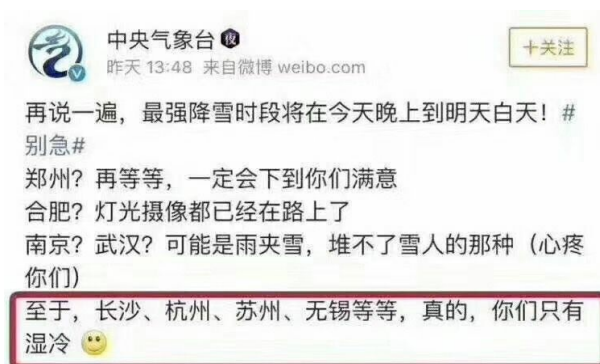 中央气象台 夜
昨天 13:48 来自微博 weibo.com
+关注
再说一遍，最强降雪时段将在今天晚上到明天白天！#
别急#
郑州？再等等，一定会下到你们满意
合肥？灯光摄像都已经在路上了
南京？武汉？可能是雨夹雪，堆不了雪人的那种（心疼
你们）
至于，长沙、杭州、苏州、无锡等等，真的，你们只有
湿冷